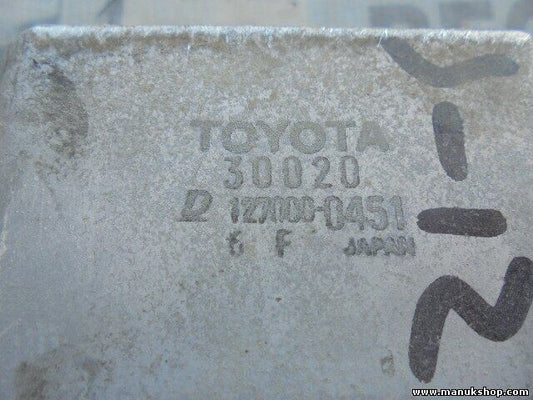 TOYOTA
30020
D 127000-0451
6 F JAPAN
www.manukshop.com